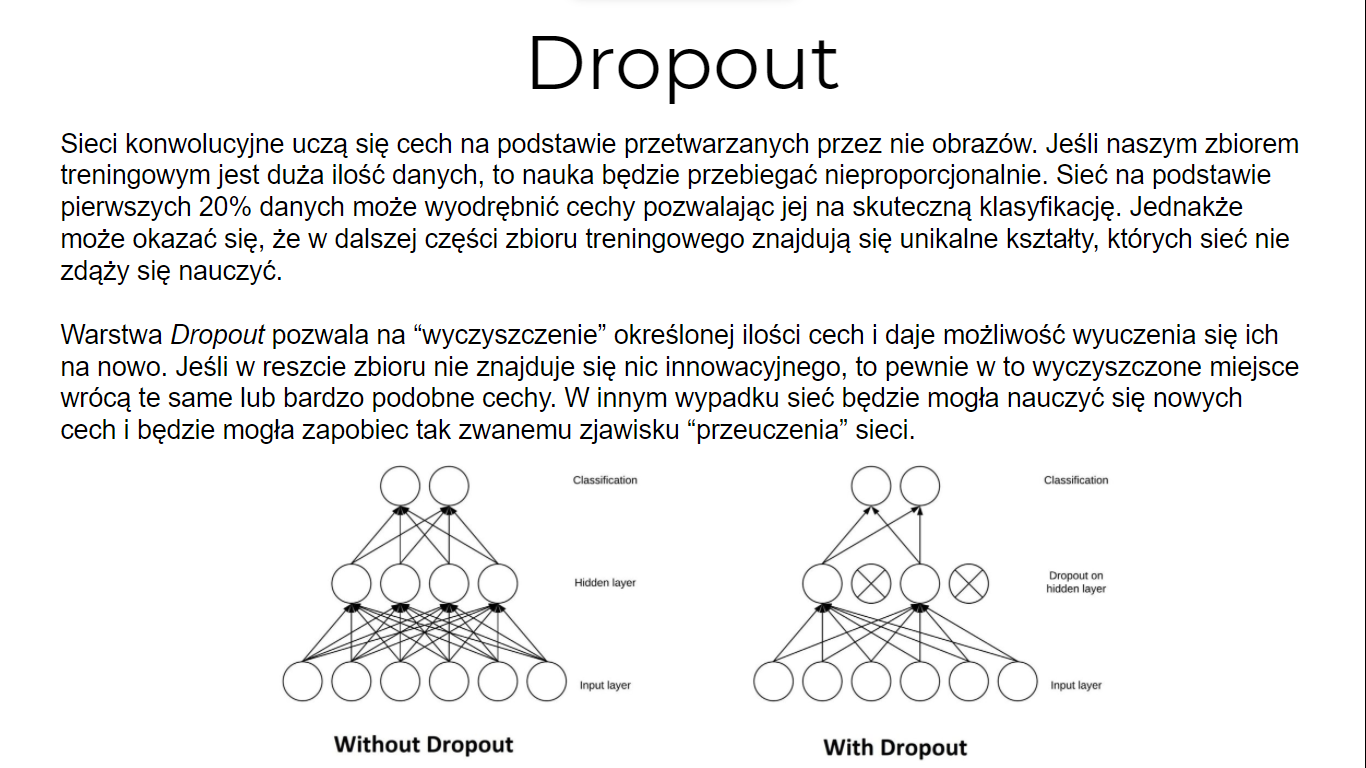 Dropout
Sieci konwolucyjne uczą się cech na podstawie przetwarzanych przez nie obrazów. Jeśli naszym zbiorem
treningowym jest duża ilość danych, to nauka będzie przebiegać nieproporcjonalnie. Sieć na podstawie
pierwszych 20% danych może wyodrębnić cechy pozwalając jej na skuteczną klasyfikację. Jednakże
może okazać się, że w dalszej części zbioru treningowego znajdują się unikalne kształty, których sieć nie
zdąży się nauczyć.
Warstwa Dropout pozwala na “wyczyszczenie” określonej ilości cech i daje możliwość wyuczenia się ich
na nowo. Jeśli w reszcie zbioru nie znajduje się nic innowacyjnego, to pewnie w to wyczyszczone miejsce
wrócą te same lub bardzo podobne cechy. W innym wypadku sieć będzie mogła nauczyć się nowych
cech i będzie mogła zapobiec tak zwanemu zjawisku “przeuczenia” sieci.
Classification
Hidden layer
Input layer
Without Dropout
Classification
Dropout on
hidden layer
Input layer
With Dropout